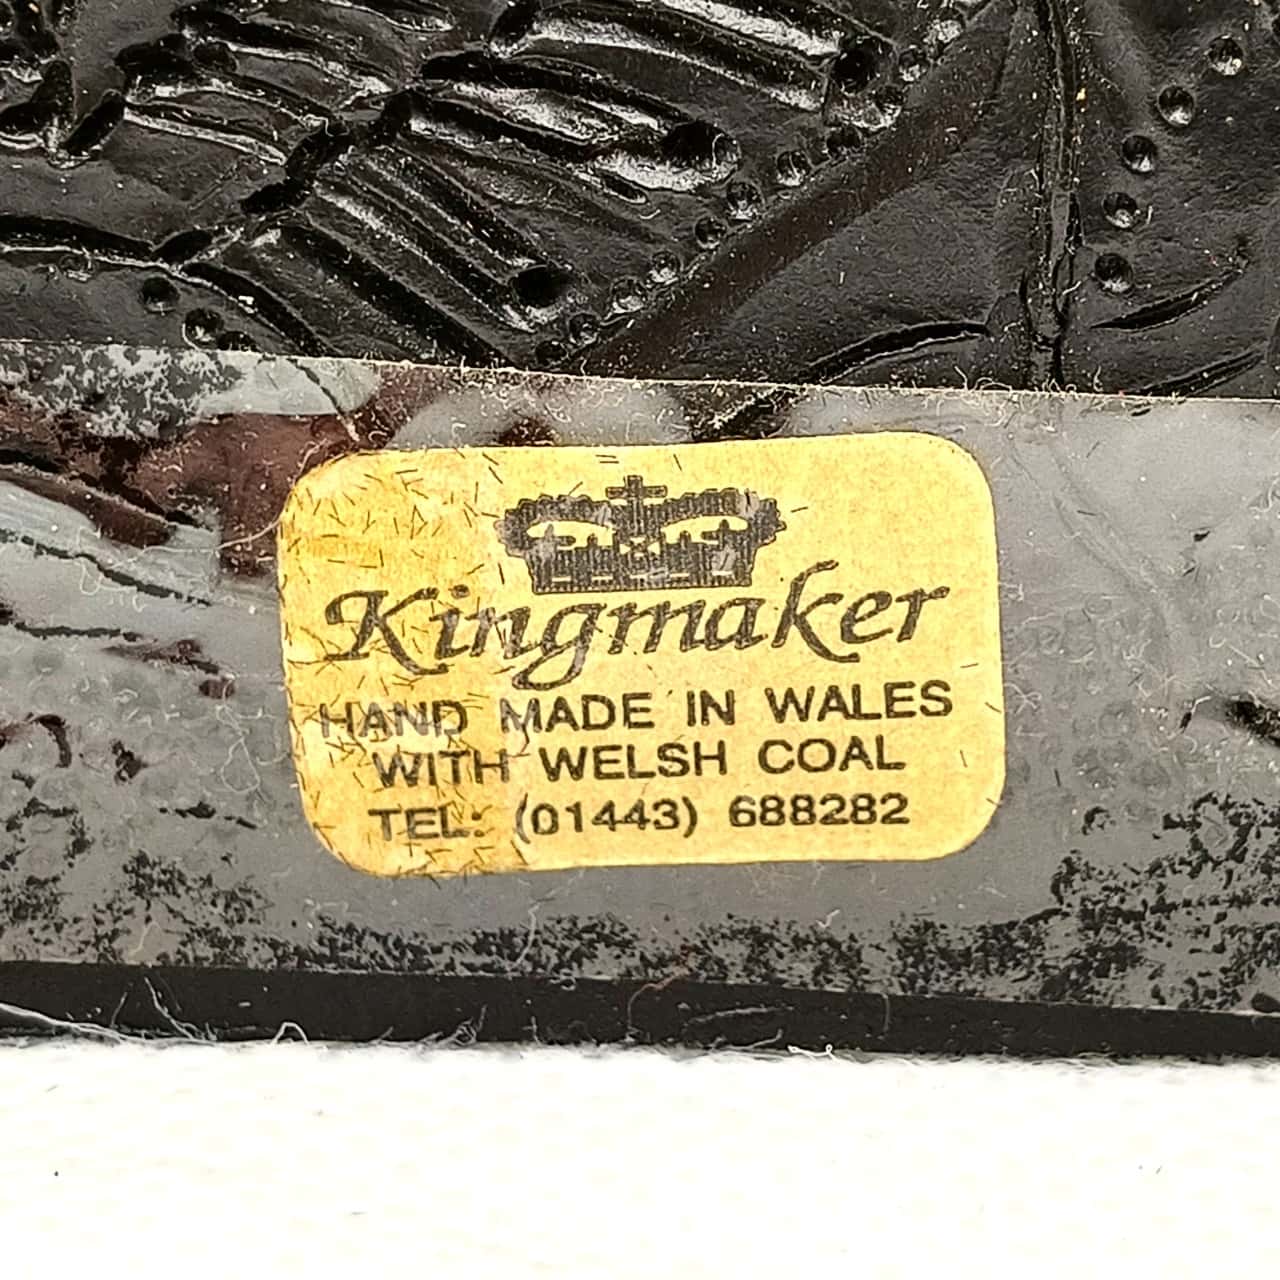 Kingmaker
HAND MADE IN WALES
WITH WELSH COAL
TEL: (01443) 688282